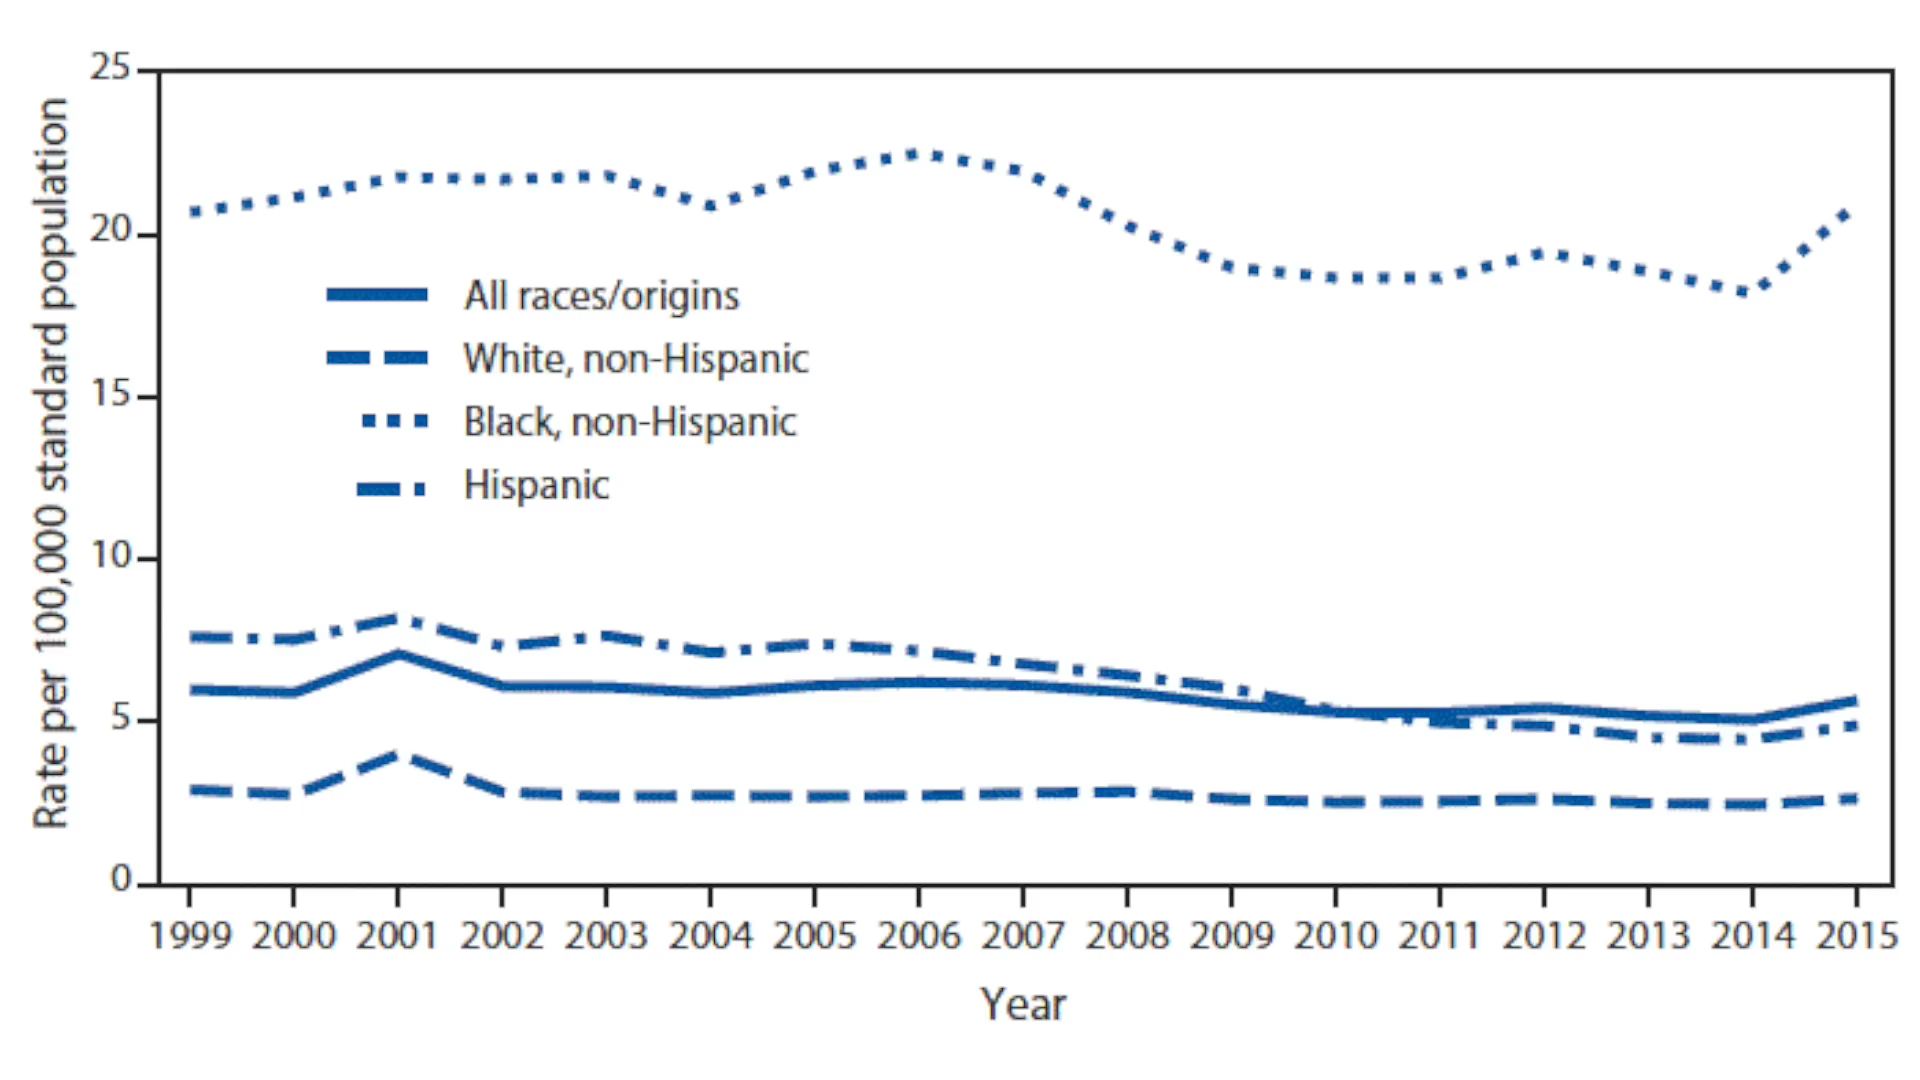 25
20
15
10
5
0
Rate per 100,000 standard population
All races/origins
White, non-Hispanic
Black, non-Hispanic
Hispanic
1999 2000 2001 2002 2003 2004 2005 2006 2007 2008 2009 2010 2011 2012 2013 2014 2015
Year